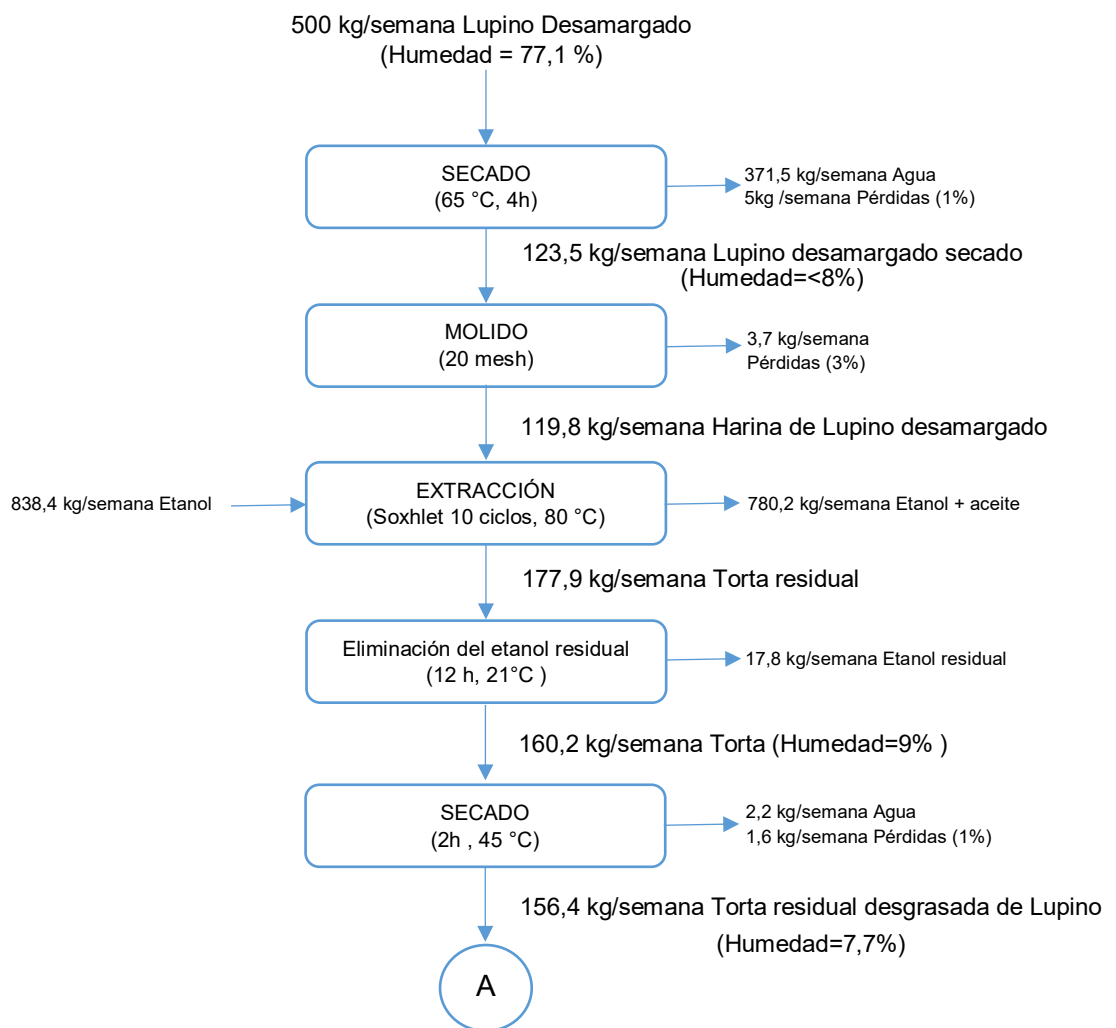 500 kg/semana Lupino Desamargado
(Humedad = 77,1 %)
SECADO
(65 °C, 4h)
371,5 kg/semana Agua
5kg /semana Pérdidas (1%)
123,5 kg/semana Lupino desamargado secado
(Humedad=<8%)
MOLIDO
(20 mesh)
3,7 kg/semana
Pérdidas (3%)
119,8 kg/semana Harina de Lupino desamargado
838,4 kg/semana Etanol
EXTRACCIÓN
(Soxhlet 10 ciclos, 80 °C)
780,2 kg/semana Etanol + aceite
177,9 kg/semana Torta residual
Eliminación del etanol residual
(12 h, 21°C )
17,8 kg/semana Etanol residual
160,2 kg/semana Torta (Humedad=9% )
SECADO
(2h , 45 °C)
2,2 kg/semana Agua
1,6 kg/semana Pérdidas (1%)
156,4 kg/semana Torta residual desgrasada de Lupino
(Humedad=7,7%)
A